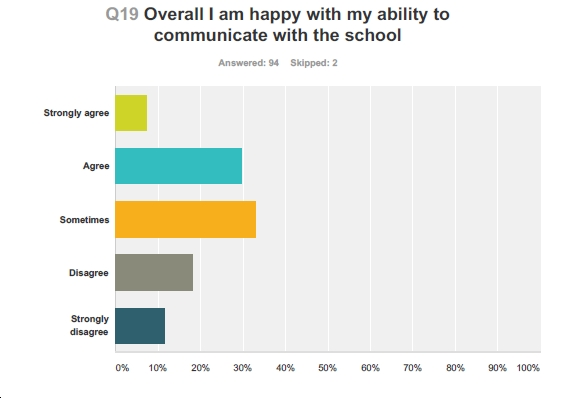 Q19 Overall I am happy with my ability to
communicate with the school
Answered: 94 Skipped: 2
Strongly agree
Agree
Sometimes
Disagree
Strongly
disagree
0% 10% 20% 30% 40% 50% 60% 70% 80% 90% 100%